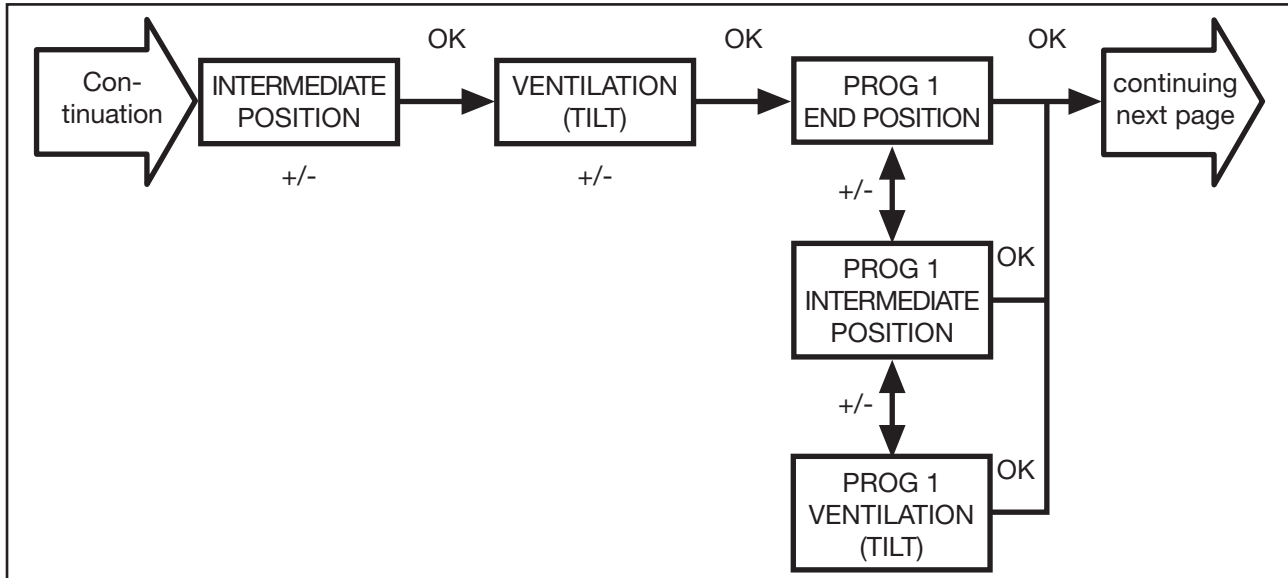 OK
OK
OK
Con-
tinuation
INTERMEDIATE
POSITION
VENTILATION
(TILT)
PROG 1
END POSITION
continuing
next page
+/-
+/-
+/-
PROG 1
INTERMEDIATE
POSITION
OK
+/-
PROG 1
VENTILATION
(TILT)
OK